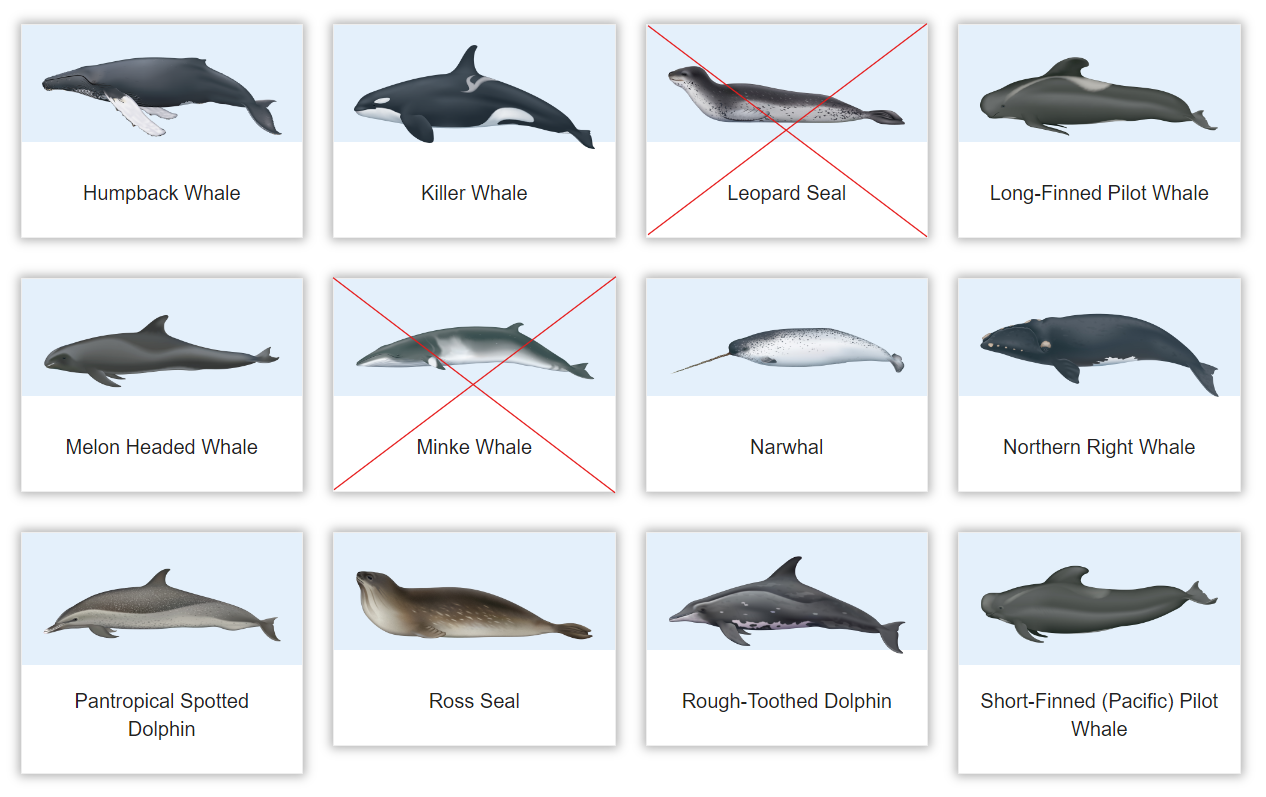 Humpback Whale
Killer Whale
Leopard Seal
Long-Finned Pilot Whale
Melon Headed Whale
Minke Whale
Narwhal
Northern Right Whale
Pantropical Spotted
Dolphin
Ross Seal
Rough-Toothed Dolphin
Short-Finned (Pacific) Pilot
Whale